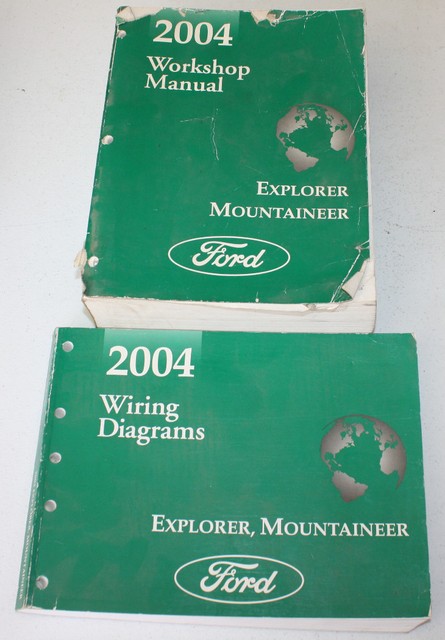 2004
Workshop
Manual
EXPLORER
MOUNTAINEER
Ford
2004
Wiring
Diagrams
EXPLORER, MOUNTAINEER
Ford